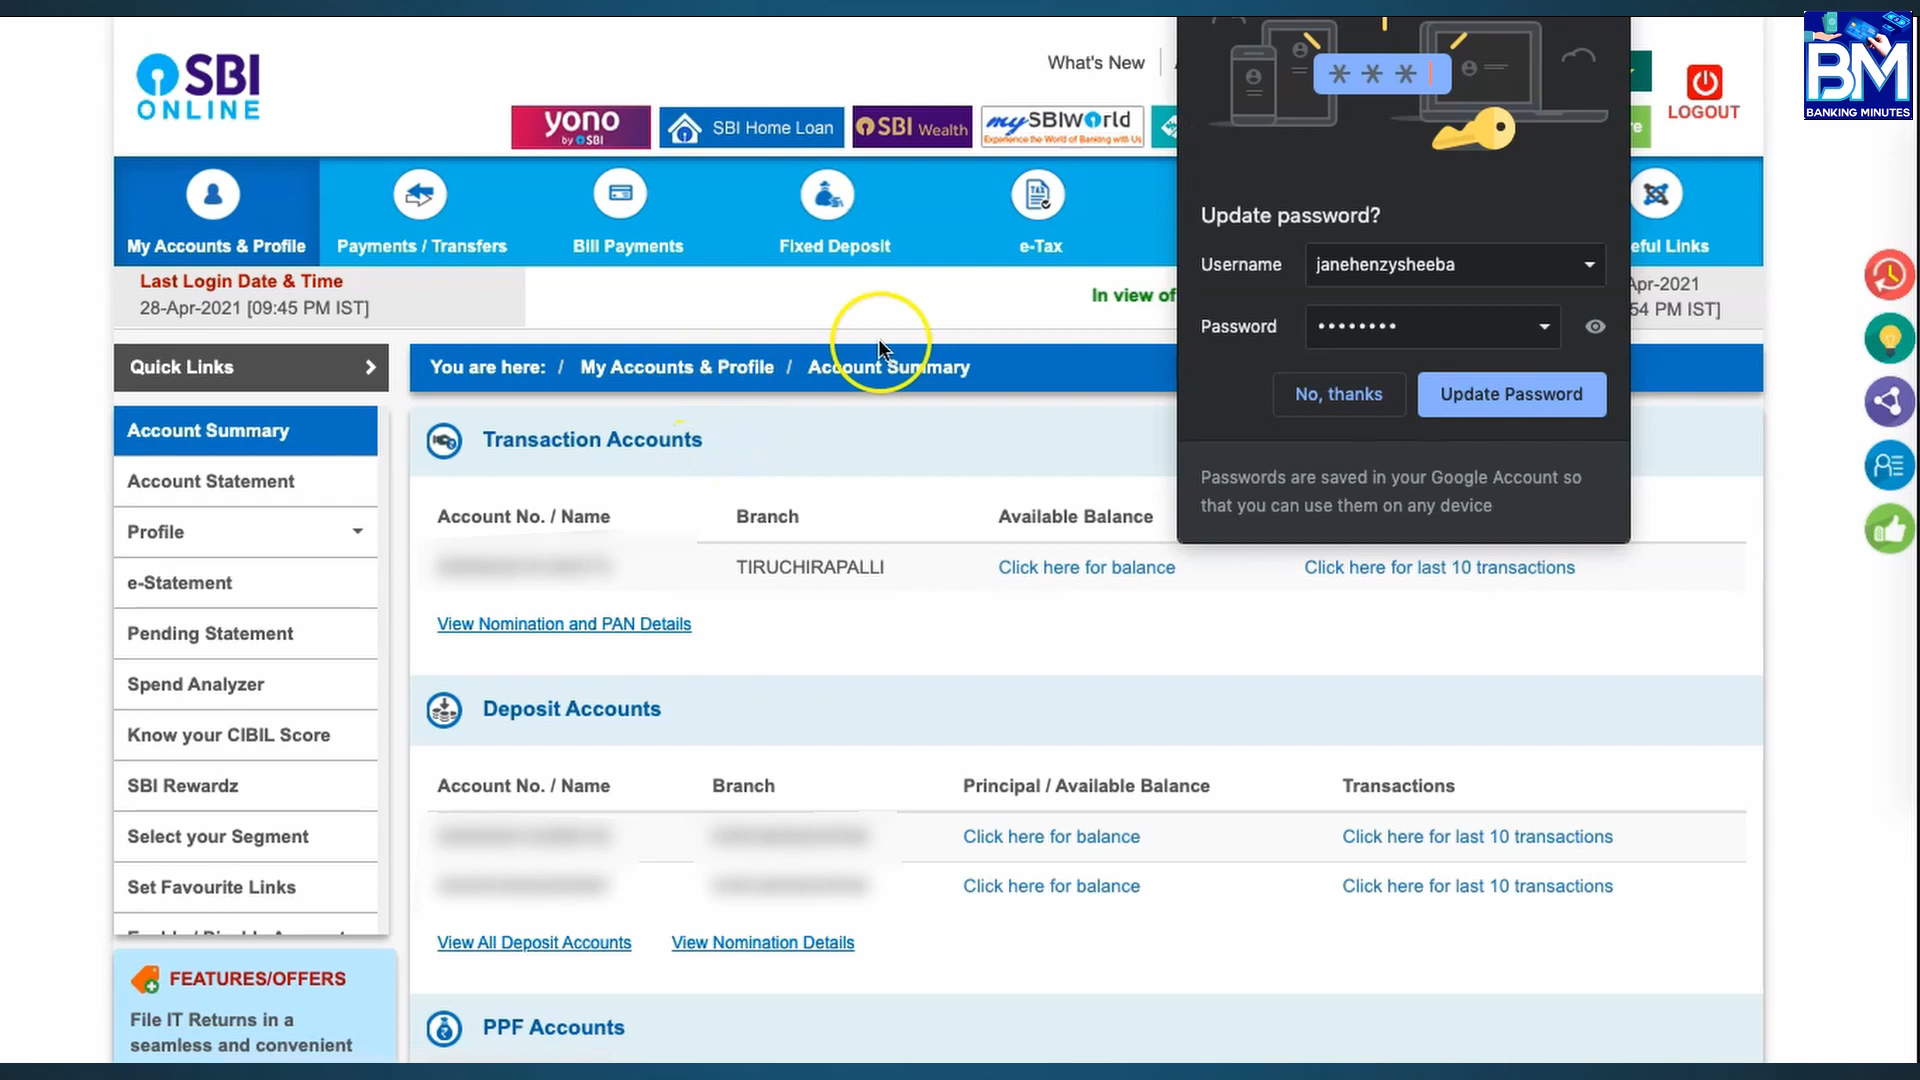 SBI
ONLINE
What's New
LOGOUT
BM
BANKING MINUTES
yono
by SBI
SBI Home Loan
SBI Wealth
mySBIWorld
Experience the World of Banking with Us
* * *
My Accounts & Profile
Payments / Transfers
Bill Payments
Fixed Deposit
e-Tax
TAX
eful Links
Last Login Date & Time
28-Apr-2021 [09:45 PM IST]
In view of
Apr-2021
54 PM IST]
Update password?
Username
janehenzysheeba
Password
••••••••
No, thanks
Update Password
Passwords are saved in your Google Account so
that you can use them on any device
Quick Links
You are here: / My Accounts & Profile / Account Summary
Account Summary
Account Statement
Profile
e-Statement
Pending Statement
Spend Analyzer
Know your CIBIL Score
SBI Rewardz
Select your Segment
Set Favourite Links
Transaction Accounts
Account No. / Name
Branch
Available Balance
TIRUCHIRAPALLI
Click here for balance
Click here for last 10 transactions
View Nomination and PAN Details
Deposit Accounts
Account No. / Name
Branch
Principal / Available Balance
Transactions
Click here for balance
Click here for last 10 transactions
Click here for balance
Click here for last 10 transactions
View All Deposit Accounts
View Nomination Details
PPF Accounts
FEATURES/OFFERS
File IT Returns in a
seamless and convenient